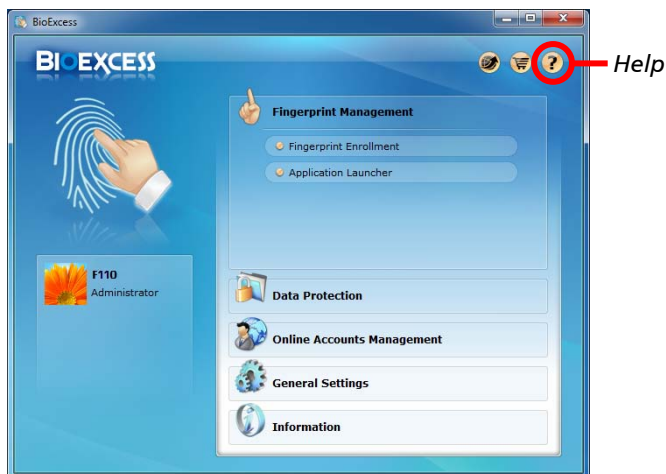 BioExcess
BIOEXCESS
Help
Fingerprint Management
Fingerprint Enrollment
Application Launcher
F110
Administrator
Data Protection
Online Accounts Management
General Settings
Information